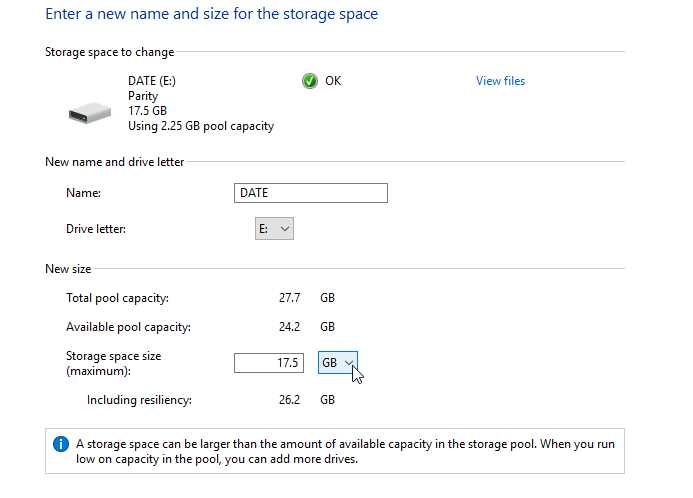 Enter a new name and size for the storage space
Storage space to change
DATE (E:)
OK
View files
Parity
17.5 GB
Using 2.25 GB pool capacity
New name and drive letter
Name: DATE
Drive letter: E:
New size
Total pool capacity: 27.7 GB
Available pool capacity: 24.2 GB
Storage space size
(maximum): 17.5 GB
Including resiliency: 26.2 GB
A storage space can be larger than the amount of available capacity in the storage pool. When you run
low on capacity in the pool, you can add more drives.